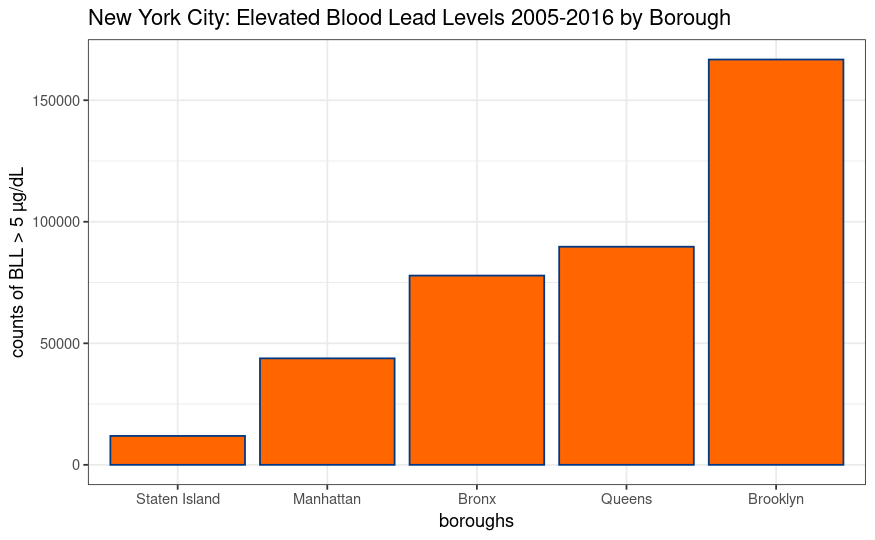 New York City: Elevated Blood Lead Levels 2005-2016 by Borough
counts of BLL > 5 µg/dL
150000
100000
50000
0
Staten Island Manhattan Bronx Queens Brooklyn
boroughs